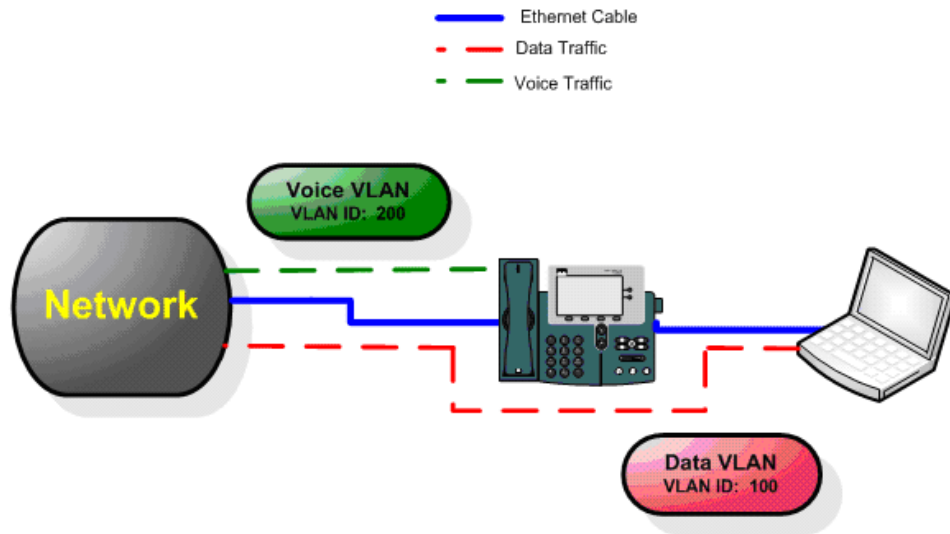 Ethernet Cable
Data Traffic
Voice Traffic
Voice VLAN
VLAN ID: 200
Network
Data VLAN
VLAN ID: 100